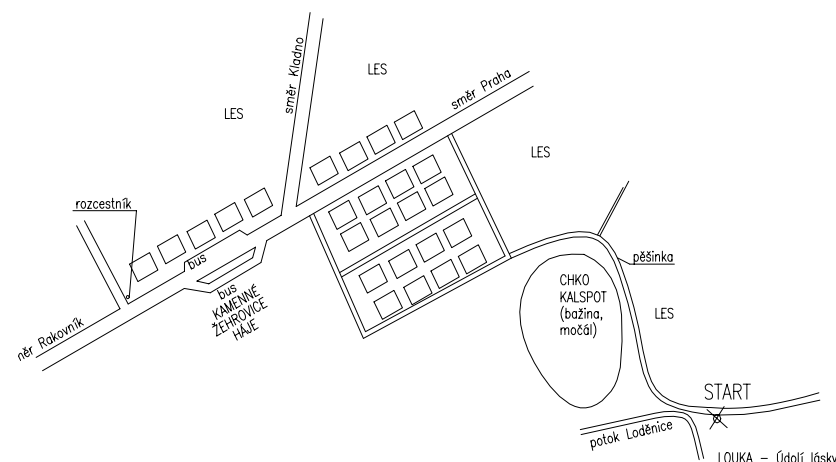 směr Kladno
LES
směr Praha
LES
LES
rozcestník
bus
bus
KAMENNÉ
ŽEHROVICE
HÁJE
něr Rakovník
pěšinka
CHKO
KALSPOT
(bažina,
močál)
LES
START
potok Loděnice
LOUKA – Údolí lásky